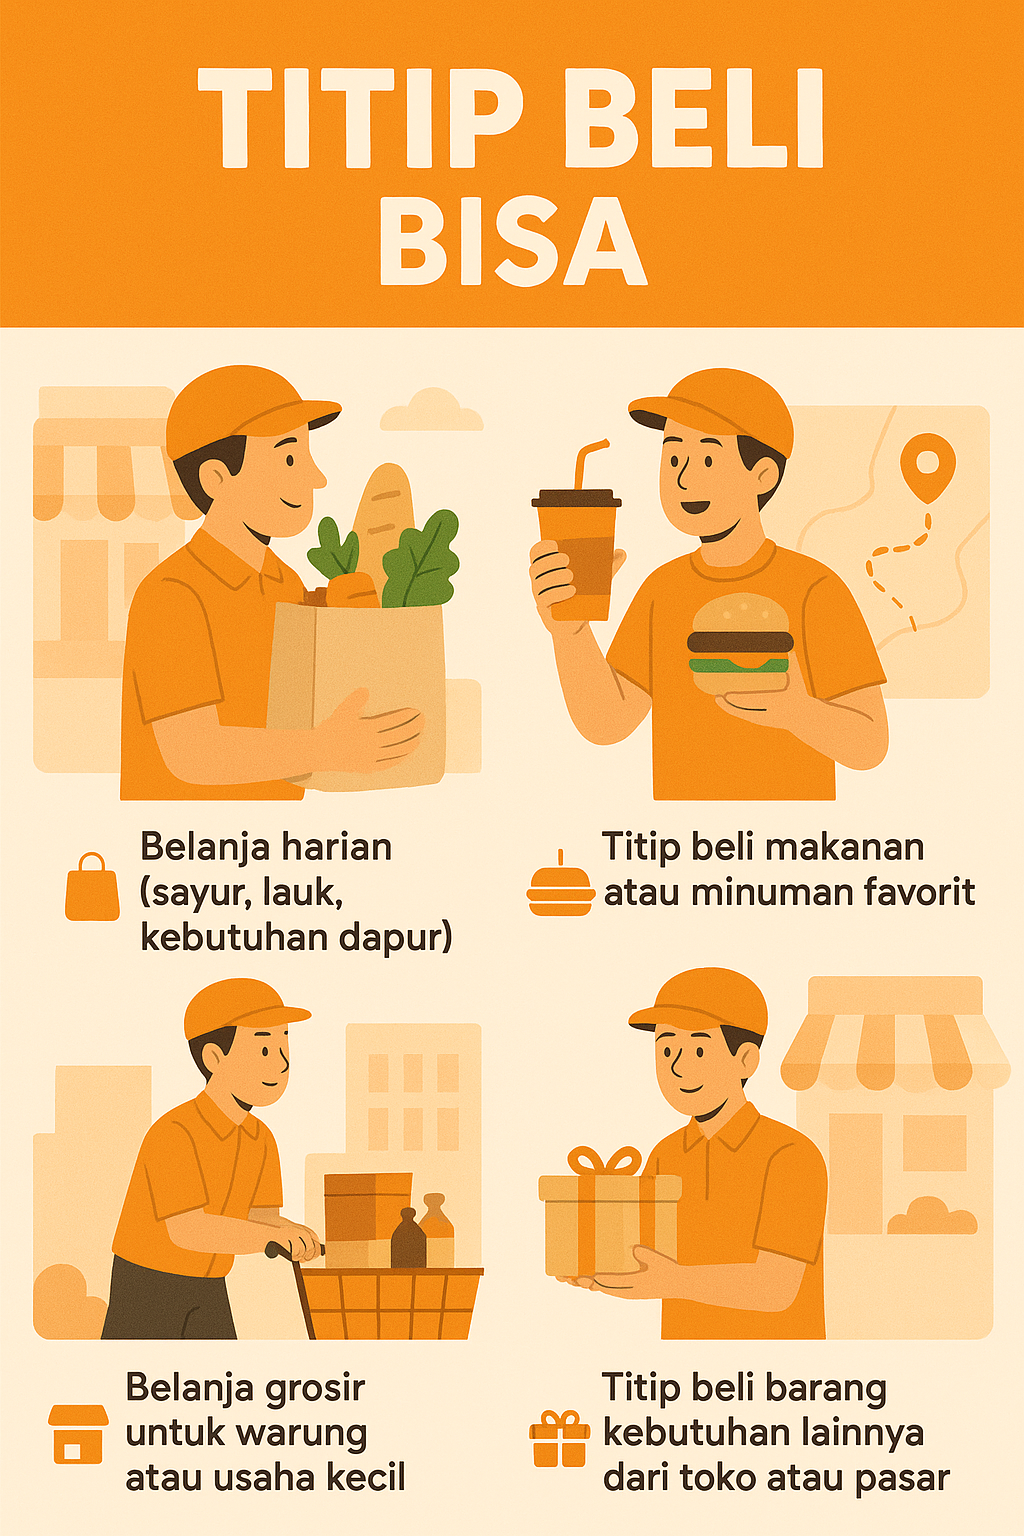 TITIP BELI
BISA
Belanja harian
(sayur, lauk,
kebutuhan dapur)
Titip beli makanan
atau minuman favorit
Belanja grosir
untuk warung
atau usaha kecil
Titip beli barang
kebutuhan lainnya
dari toko atau pasar